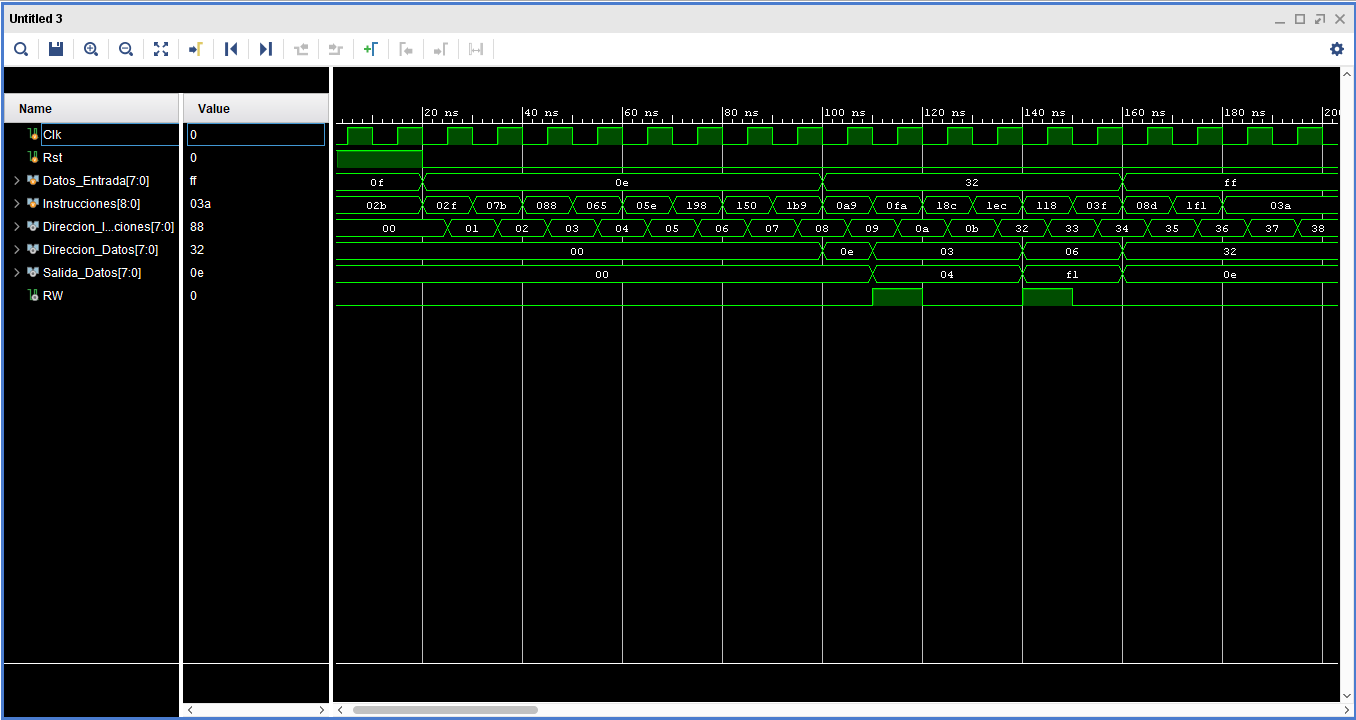 Untitled 3
Name Value
20 ns 40 ns 60 ns 80 ns 100 ns 120 ns 140 ns 160 ns 180 ns 200
Clk 0
Rst 0
Datos_Entrada[7:0] ff 0f 0e 32 ff
Instrucciones[8:0] 03a 02b 02f 07b 088 065 05e 198 150 1b9 0a9 0fa 18c 1ec 118 03f 08d 1f1 03a
Direccion_I...ciones[7:0] 88 00 01 02 03 04 05 06 07 08 09 0a 0b 32 33 34 35 36 37 38
Direccion_Datos[7:0] 32 00 0e 03 06 32
Salida_Datos[7:0] 0e 00 04 f1 0e
RW 0